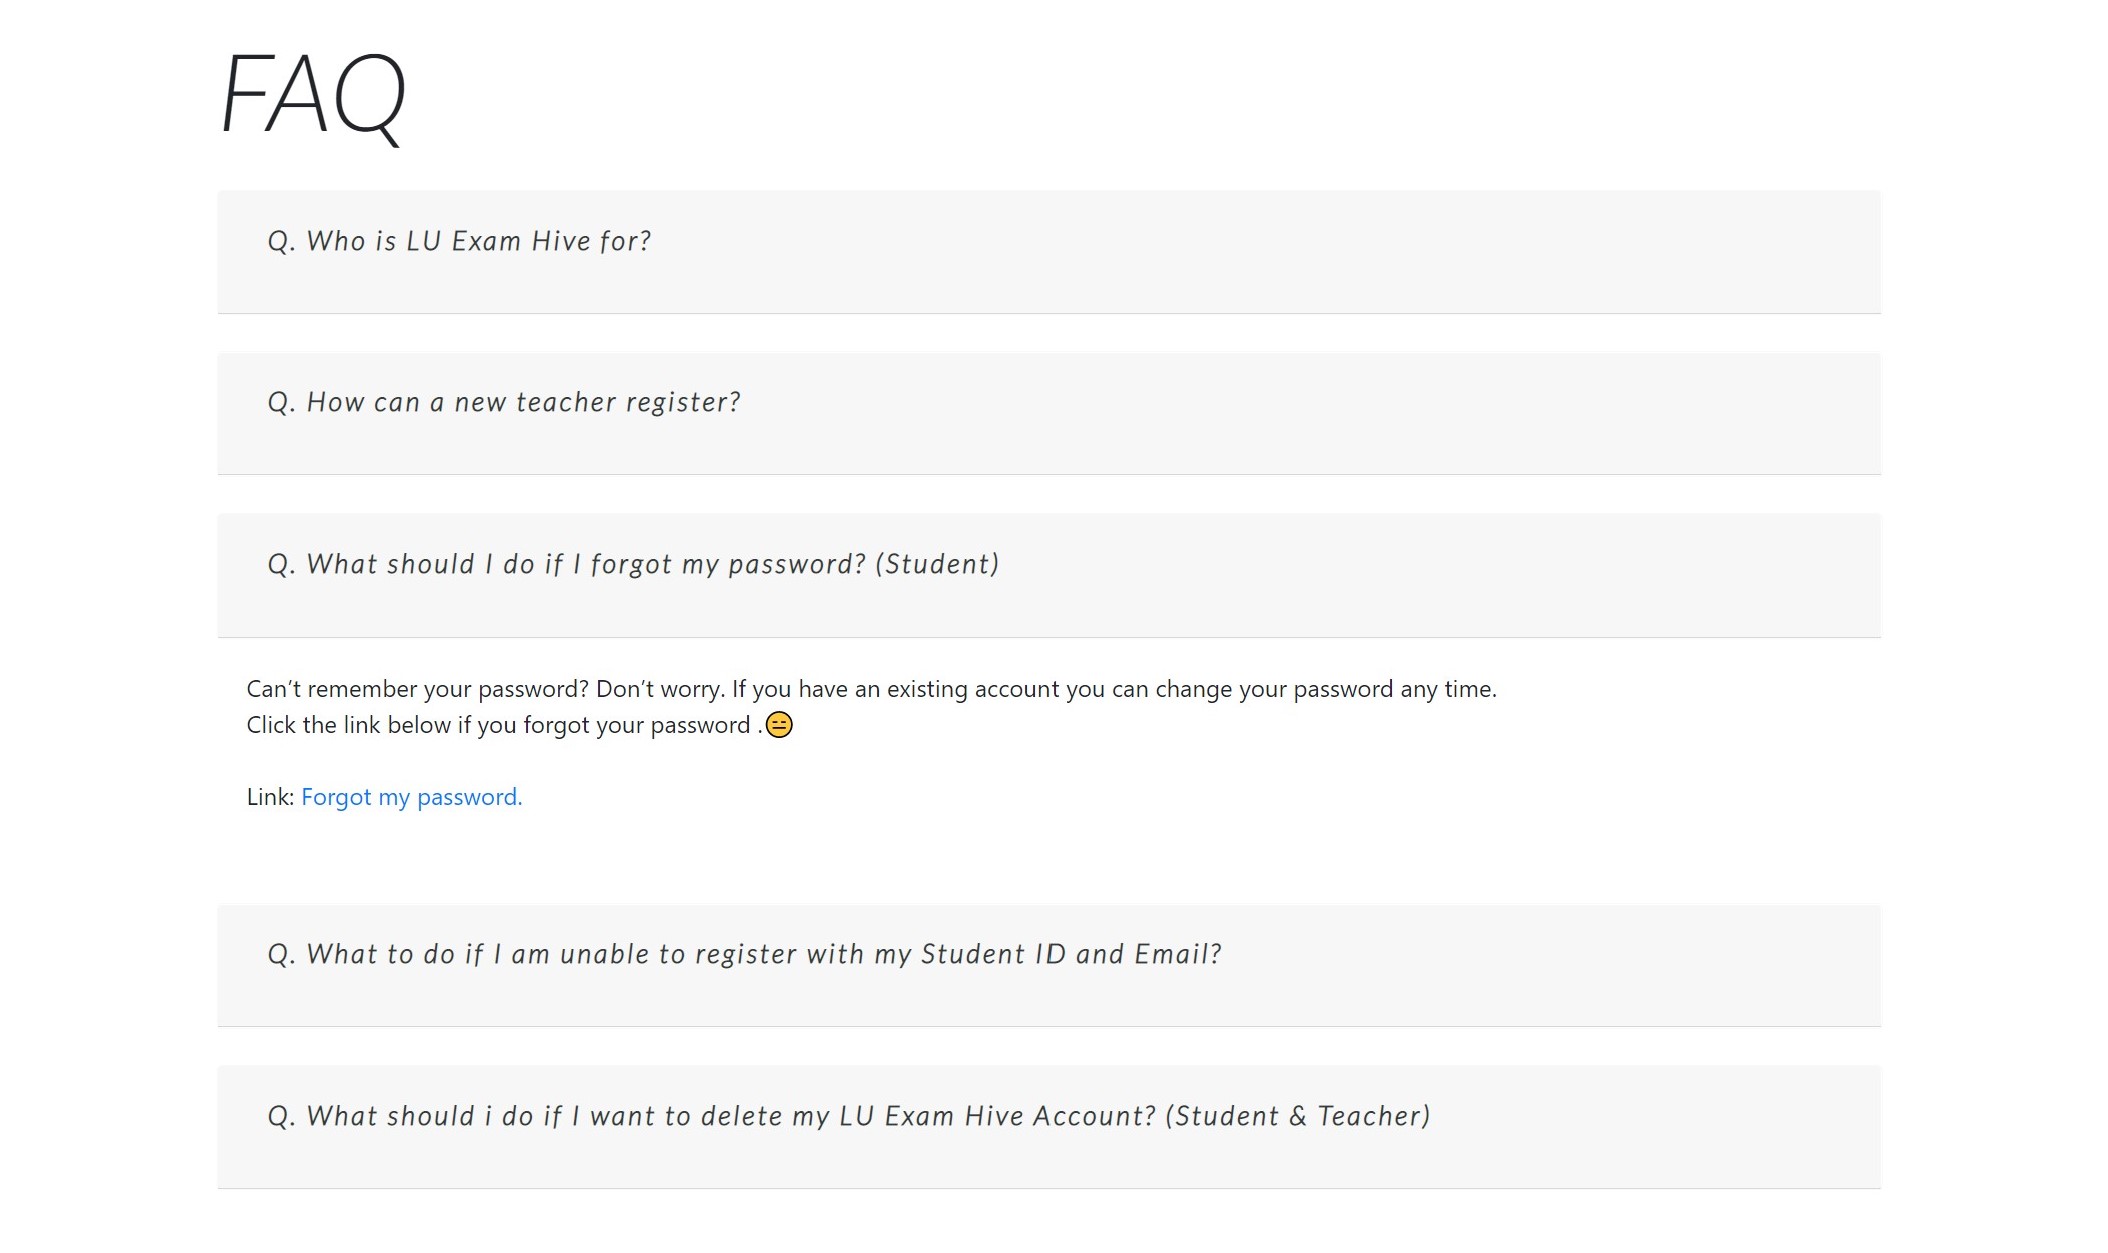 FAQ
Q. Who is LU Exam Hive for?
Q. How can a new teacher register?
Q. What should I do if I forgot my password? (Student)
Can’t remember your password? Don’t worry. If you have an existing account you can change your password any time.
Click the link below if you forgot your password .😑
Link: Forgot my password.
Q. What to do if I am unable to register with my Student ID and Email?
Q. What should i do if I want to delete my LU Exam Hive Account? (Student & Teacher)